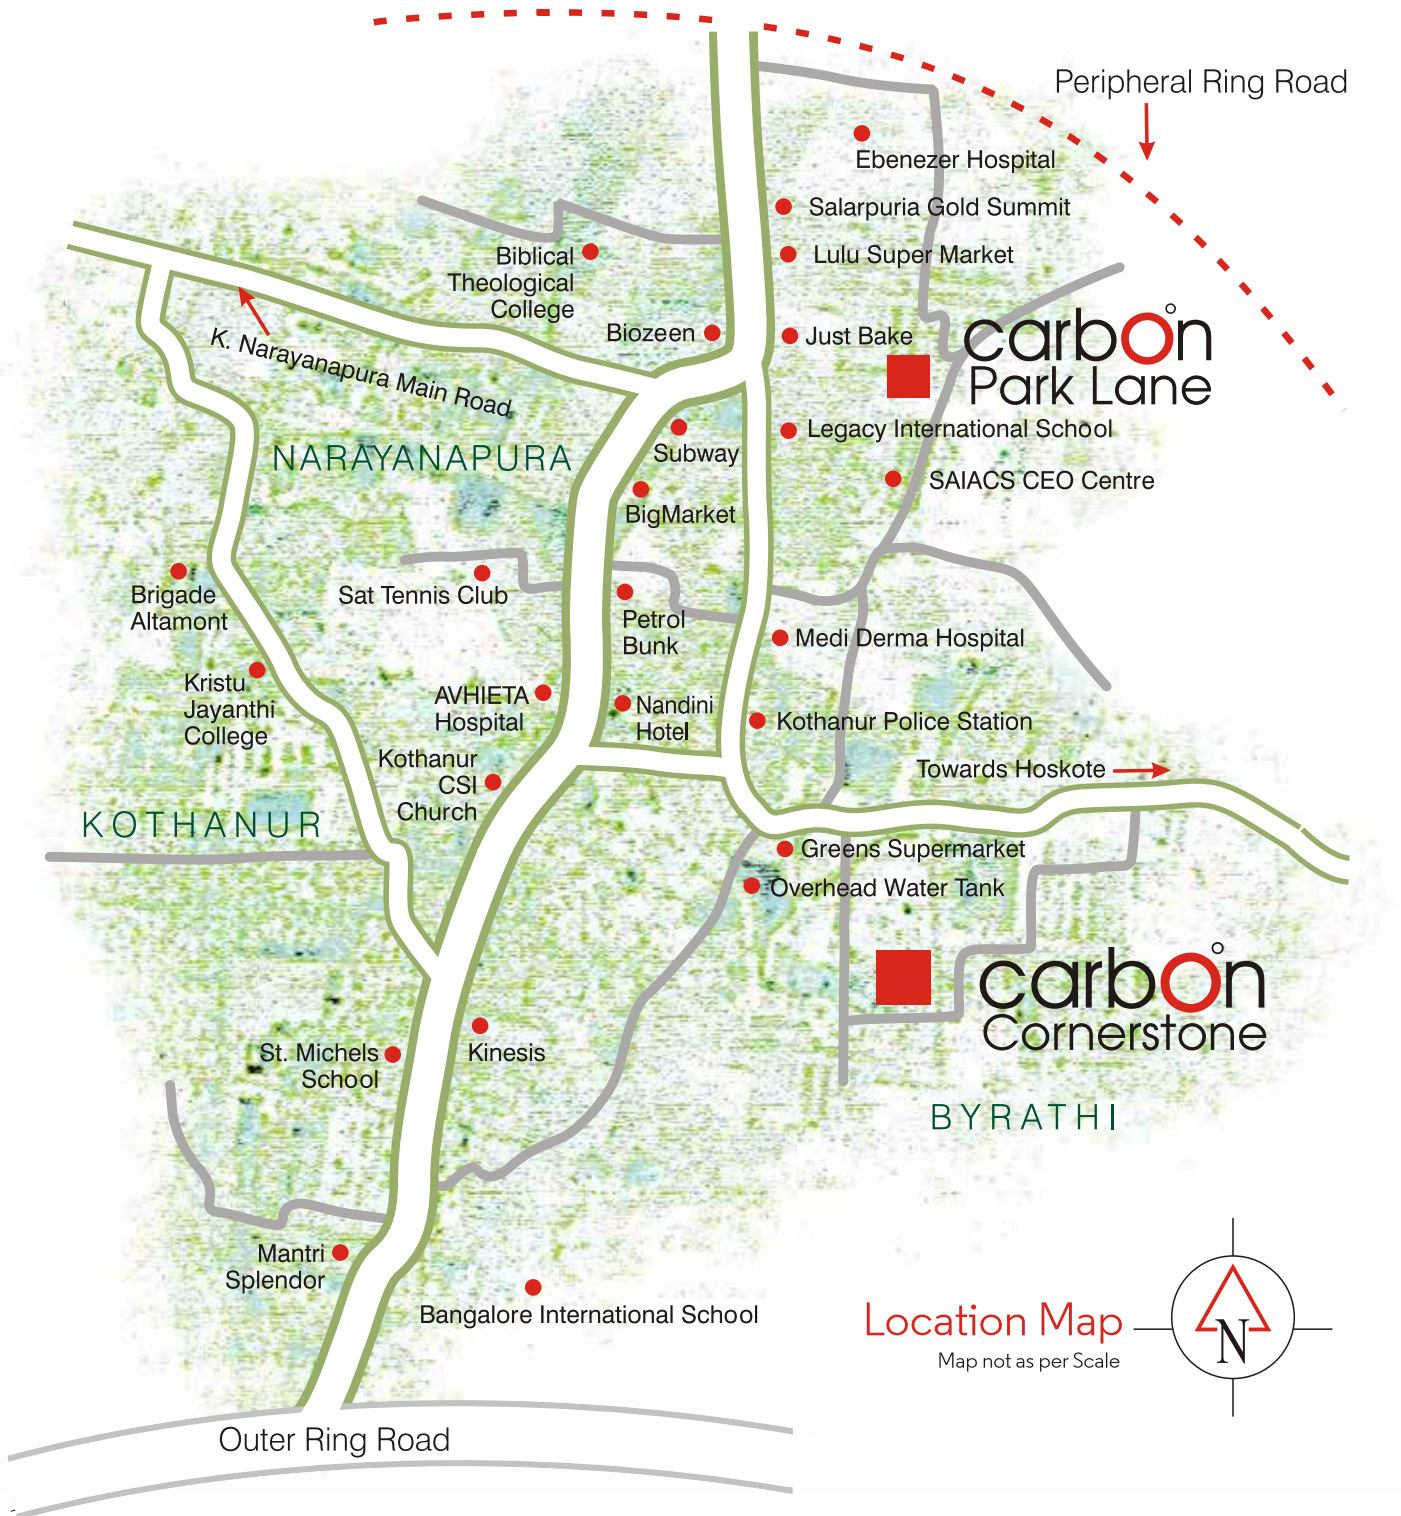 Peripheral Ring Road
Ebenezer Hospital
Salarpuria Gold Summit
Biblical
Theological
College
Lulu Super Market
Biozeen
Just Bake
carbon
Park Lane
K. Narayanapura Main Road
NARAYANAPURA
Subway
Legacy International School
SAIACS CEO Centre
BigMarket
Brigade
Altamont
Sat Tennis Club
Petrol
Bunk
Medi Derma Hospital
Kristu
Jayanthi
College
AVHIETA
Hospital
Nandini
Hotel
Kothanur Police Station
Kothanur
CSI
Church
Towards Hoskote
KOTHANUR
Greens Supermarket
Overhead Water Tank
carbon
Cornerstone
St. Michels
School
Kinesis
BYRATHI
Mantri
Splendor
Bangalore International School
Location Map
Map not as per Scale
N
Outer Ring Road